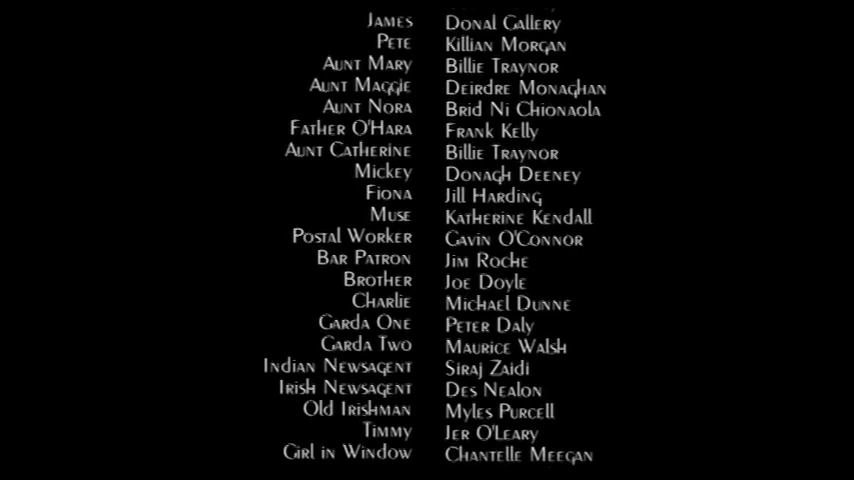 James Donal Gallery
Pete Killian Morgan
Aunt Mary Billie Traynor
Aunt Maggie Deirdre Monaghan
Aunt Nora Brid Ni Chionaola
Father O'Hara Frank Kelly
Aunt Catherine Billie Traynor
Mickey Donagh Deeney
Fiona Jill Harding
Muse Katherine Kendall
Postal Worker Gavin O'Connor
Bar Patron Jim Roche
Brother Joe Doyle
Charlie Michael Dunne
Garda One Peter Daly
Garda Two Maurice Walsh
Indian Newsagent Siraj Zaidi
Irish Newsagent Des Nealon
Old Irishman Myles Purcell
Timmy Jer O'Leary
Girl in Window Chantelle Meegan